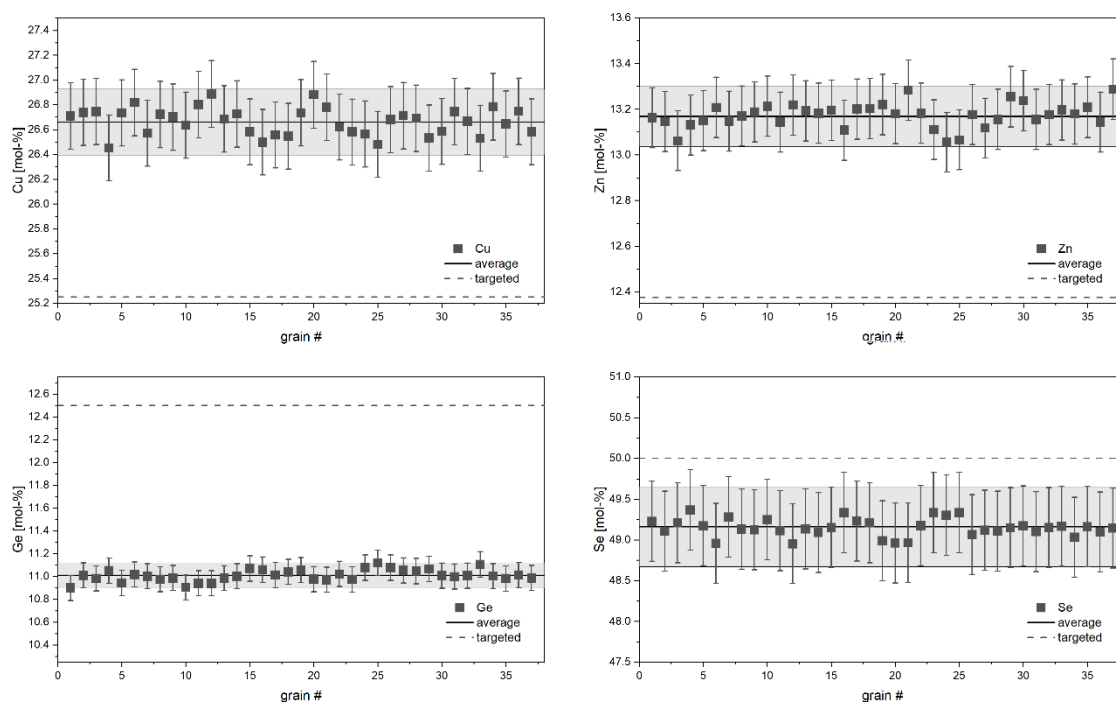 Cu [mol-%]
27.4
27.2
27.0
26.8
26.6
26.4
26.2
26.0
25.8
25.6
25.4
25.2
Cu
average
targeted
0 5 10 15 20 25 30 35
grain #
Zn [mol-%]
13.6
13.4
13.2
13.0
12.8
12.6
12.4
Zn
average
targeted
0 5 10 15 20 25 30 35
grain #
Ge [mol-%]
12.6
12.4
12.2
12.0
11.8
11.6
11.4
11.2
11.0
10.8
10.6
10.4
Ge
average
targeted
0 5 10 15 20 25 30 35
grain #
Se [mol-%]
51.0
50.5
50.0
49.5
49.0
48.5
48.0
47.5
Se
average
targeted
0 5 10 15 20 25 30 35
grain #